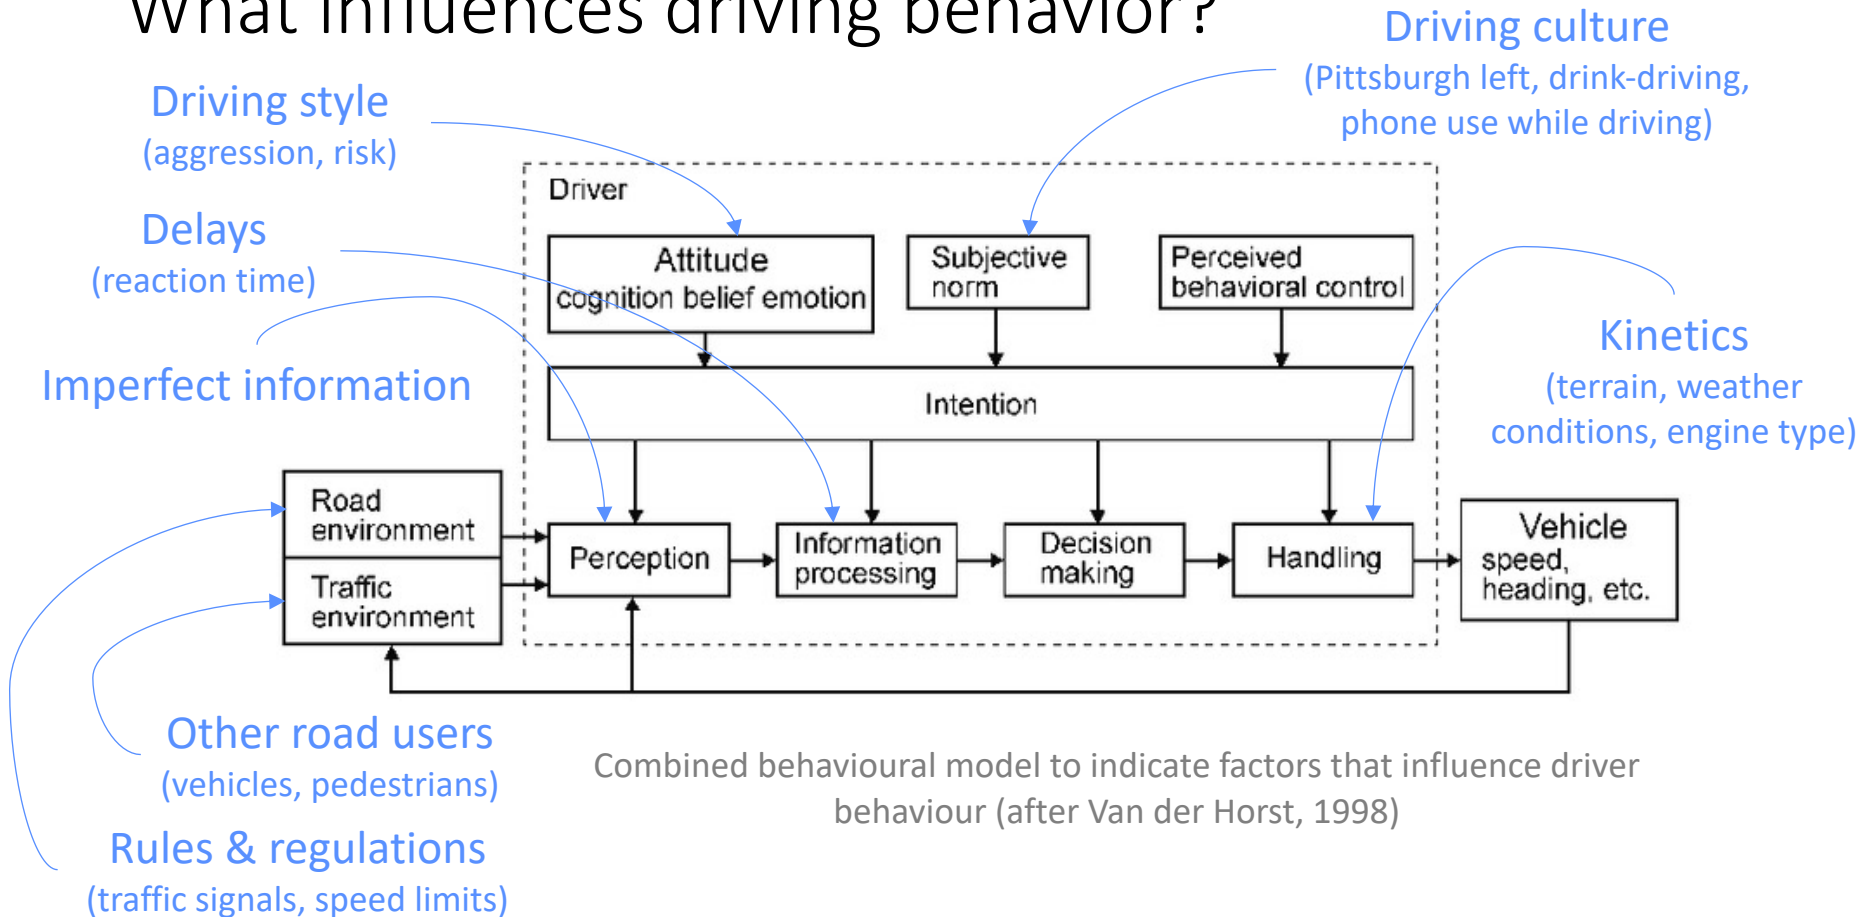 What influences driving behavior?
Driving culture
(Pittsburgh left, drink-driving,
phone use while driving)
Driving style
(aggression, risk)
Driver
Delays
(reaction time)
Attitude
cognition belief emotion
Subjective
norm
Perceived
behavioral control
Kinetics
(terrain, weather
conditions, engine type)
Imperfect information
Intention
Road
environment
Traffic
environment
Perception
Information
processing
Decision
making
Handling
Vehicle
speed,
heading, etc.
Other road users
(vehicles, pedestrians)
Rules & regulations
(traffic signals, speed limits)
Combined behavioural model to indicate factors that influence driver
behaviour (after Van der Horst, 1998)